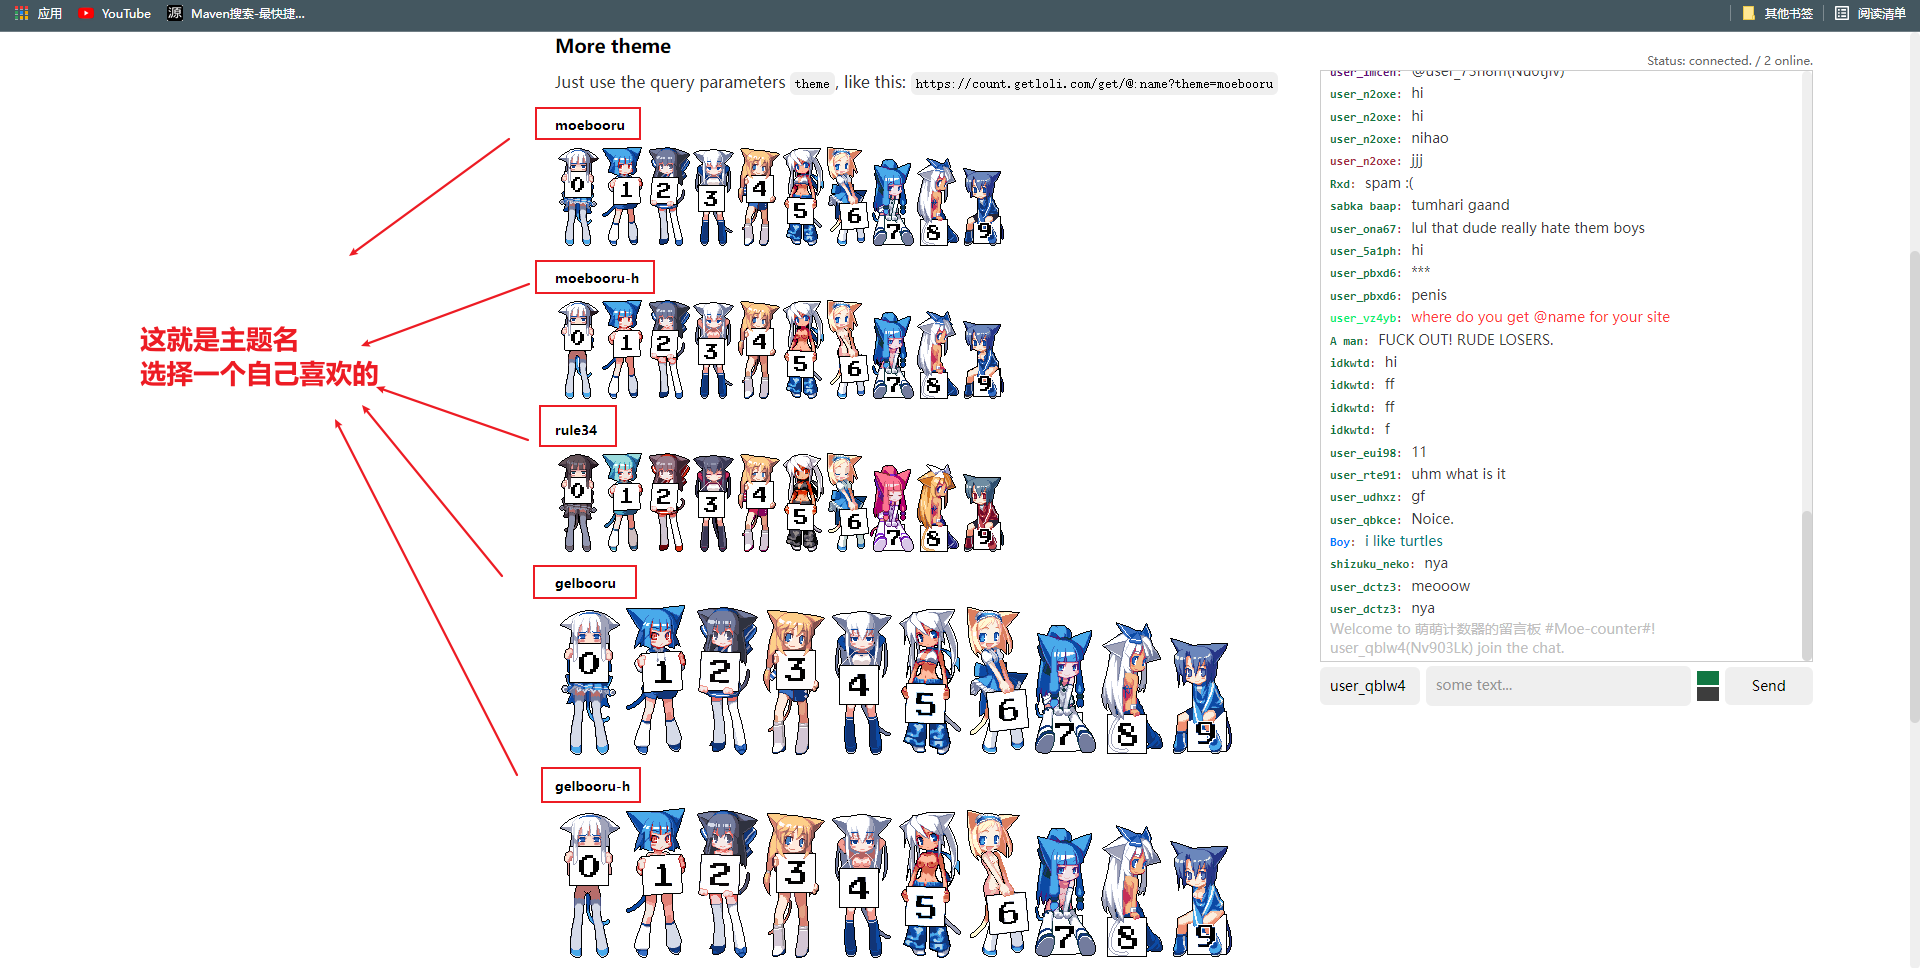 应用
YouTube
源 Maven搜索-最快捷...
其他书签
阅读清单
More theme
Just use the query parameters theme , like this: https://count.getloli.com/get/@:name?theme=moebooru
moebooru
0 1 2 3 4 5 6 7 8 9
moebooru-h
0 1 2 3 4 5 6 7 8 9
这就是主题名
选择一个自己喜欢的
rule34
0 1 2 3 4 5 6 7 8 9
gelbooru
0 1 2 3 4 5 6 7 8 9
gelbooru-h
0 1 2 3 4 5 6 7 8 9
Status: connected. / 2 online.
user_n2oxe: hi
user_n2oxe: hi
user_n2oxe: nihao
user_n2oxe: jjj
Rxd: spam :(
sabka baap: tumhari gaand
user_ona67: lul that dude really hate them boys
user_5a1ph: hi
user_pbxd6: ***
user_pbxd6: penis
user_vz4yb: where do you get @name for your site
A man: FUCK OUT! RUDE LOSERS.
idkwtd: hi
idkwtd: ff
idkwtd: ff
idkwtd: f
user_eui98: 11
user_rte91: uhm what is it
user_udhxz: gf
user_qbkce: Noice.
Boy: i like turtles
shizuku_neko: nya
user_dctz3: meooow
user_dctz3: nya
Welcome to 萌萌计数器的留言板 #Moe-counter#!
user_qblw4(Nv903Lk) join the chat.
user_qblw4
some text...
Send